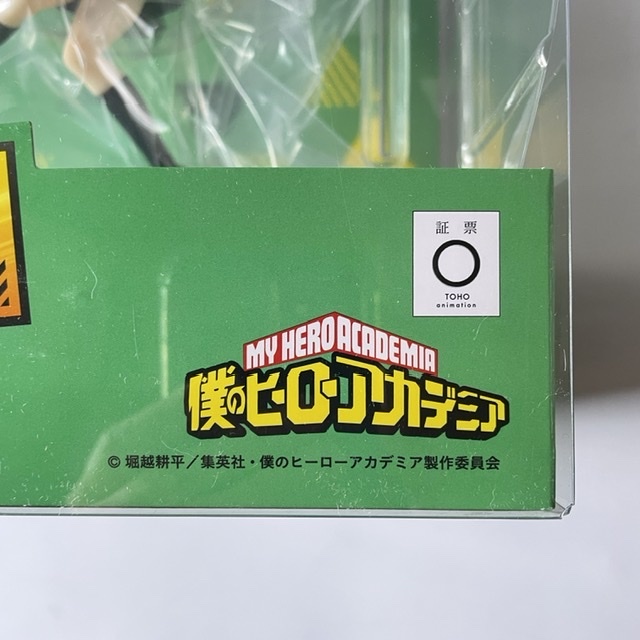 証 票
TOHO
animation
MY HERO ACADEMIA
僕のヒーローアカデミア
© 堀越耕平／集英社・僕のヒーローアカデミア製作委員会